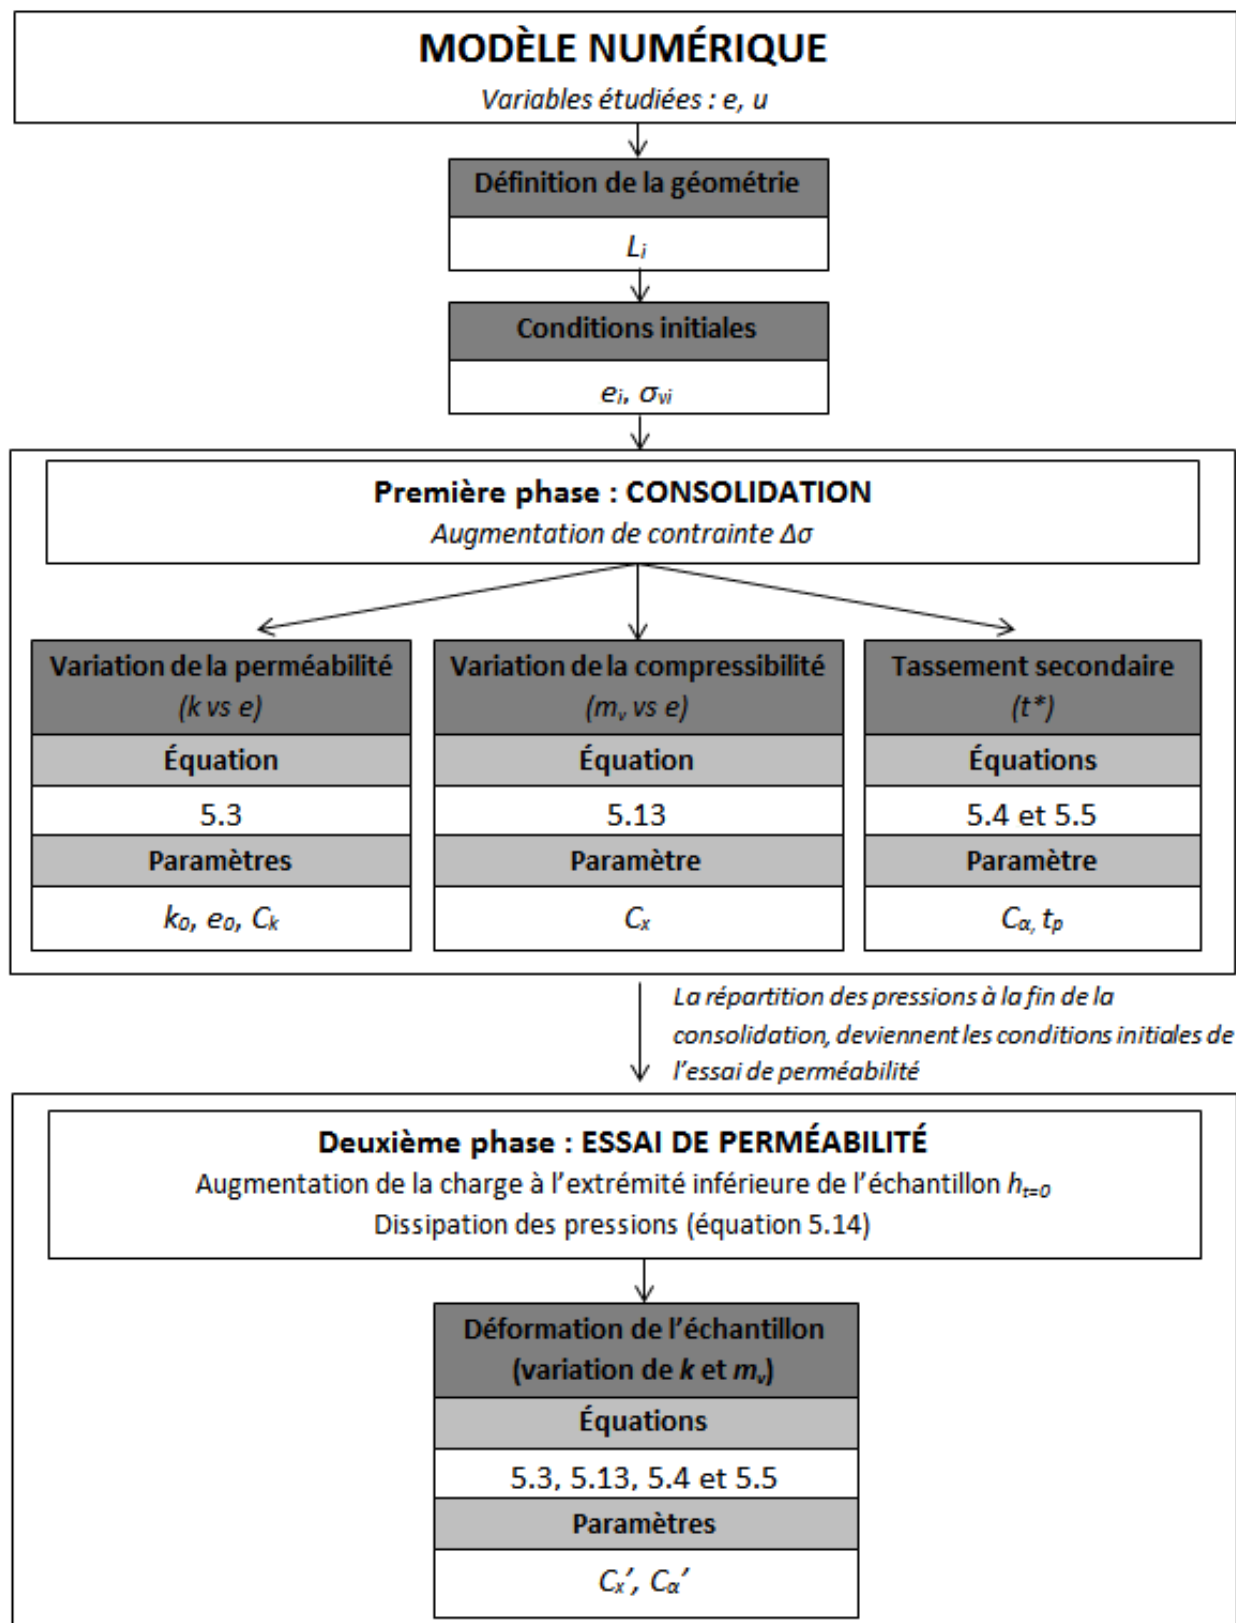 MODÈLE NUMÉRIQUE
Variables étudiées : e, u
Définition de la géométrie
Lᵢ
Conditions initiales
eᵢ, σᵥᵢ
Première phase : CONSOLIDATION
Augmentation de contrainte Δσ
Variation de la perméabilité
(k vs e)
Équation
5.3
Paramètres
k₀, e₀, Cₖ
Variation de la compressibilité
(mᵥ vs e)
Équation
5.13
Paramètre
Cₓ
Tassement secondaire
(t*)
Équations
5.4 et 5.5
Paramètre
C_α, tₚ
La répartition des pressions à la fin de la
consolidation, deviennent les conditions initiales de
l’essai de perméabilité
Deuxième phase : ESSAI DE PERMÉABILITÉ
Augmentation de la charge à l’extrémité inférieure de l’échantillon hₜ₌₀
Dissipation des pressions (équation 5.14)
Déformation de l’échantillon
(variation de k et mᵥ)
Équations
5.3, 5.13, 5.4 et 5.5
Paramètres
Cₓ’, C_α’